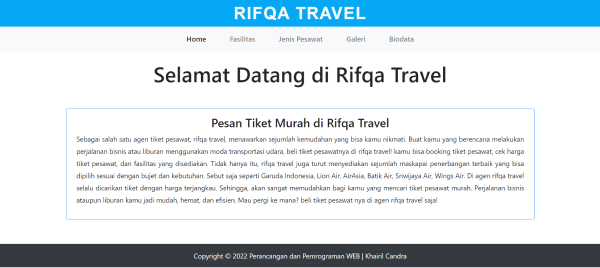 RIFQA TRAVEL
Home Fasilitas Jenis Pesawat Galeri Biodata
Selamat Datang di Rifqa Travel
Pesan Tiket Murah di Rifqa Travel
Sebagai salah satu agen tiket pesawat, rifqa travel, menawarkan sejumlah kemudahan yang bisa kamu nikmati. Buat kamu yang berencana melakukan
perjalanan bisnis atau liburan menggunakan moda transportasi udara, beli tiket pesawatnya di rifqa travel! kamu bisa booking tiket pesawat, cek harga
tiket pesawat, dan fasilitas yang disediakan. Tidak hanya itu, rifqa travel juga turut menyediakan sejumlah maskapai penerbangan terbaik yang bisa
dipilih sesuai dengan bujet dan kebutuhan. Sebut saja seperti Garuda Indonesia, Lion Air, AirAsia, Batik Air, Sriwijaya Air, Wings Air. Di agen rifqa travel
selalu dicarikan tiket dengan harga terjangkau. Sehingga, akan sangat memudahkan bagi kamu yang mencari tiket pesawat murah. Perjalanan bisnis
ataupun liburan kamu jadi mudah, hemat, dan efisien. Mau pergi ke mana? beli tiket pesawat nya di agen rifqa travel saja!
Copyright © 2022 Perancangan dan Pemrograman WEB | Khairil Candra